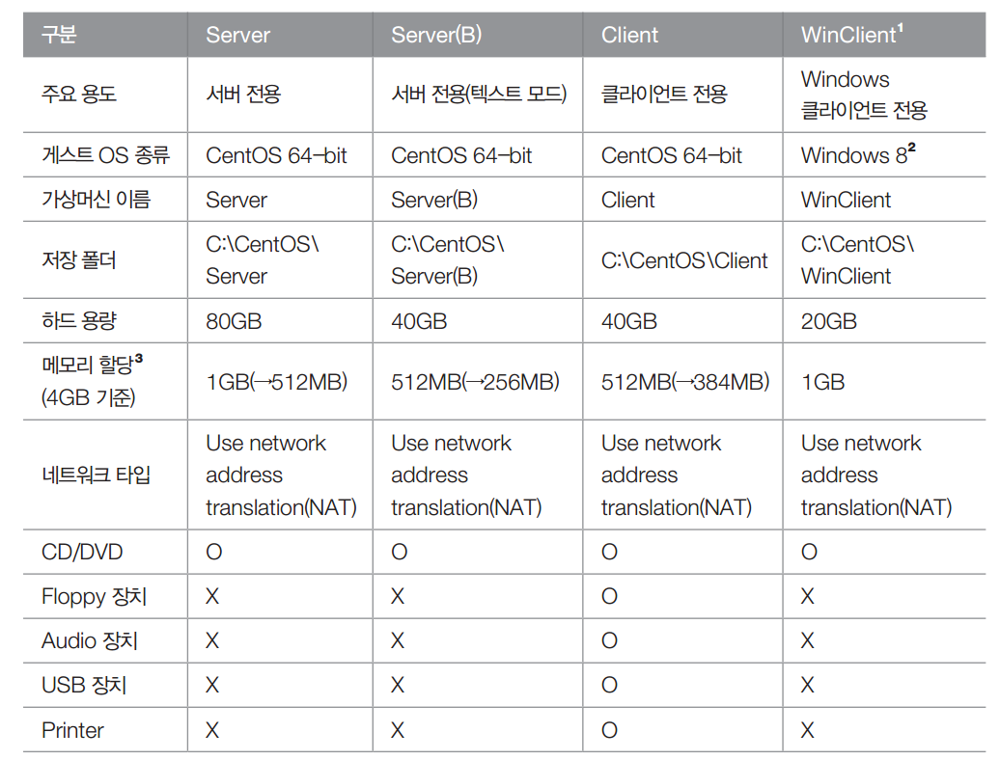 구분 Server Server(B) Client WinClient¹
주요 용도 서버 전용 서버 전용(텍스트 모드) 클라이언트 전용 Windows
클라이언트 전용
게스트 OS 종류 CentOS 64-bit CentOS 64-bit CentOS 64-bit Windows 8²
가상머신 이름 Server Server(B) Client WinClient
저장 폴더 C:\CentOS\
Server C:\CentOS\
Server(B) C:\CentOS\Client C:\CentOS\
WinClient
하드 용량 80GB 40GB 40GB 20GB
메모리 할당³
(4GB 기준) 1GB(→512MB) 512MB(→256MB) 512MB(→384MB) 1GB
네트워크 타입 Use network
address
translation(NAT) Use network
address
translation(NAT) Use network
address
translation(NAT) Use network
address
translation(NAT)
CD/DVD O O O O
Floppy 장치 X X O X
Audio 장치 X X O X
USB 장치 X X O X
Printer X X O X